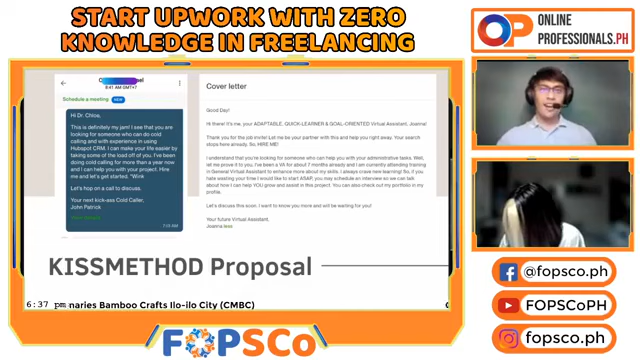 START UPWORK WITH ZERO
KNOWLEDGE IN FREELANCING
OP ONLINE
PROFESSIONALS.PH
8:41 AM GMT+7
Schedule a meeting NEW
Hi Dr. Chloe,
This is definitely my jam! I see that you are
looking for someone who can do cold
calling and with experience in using
Hubspot CRM. I can make your life easier by
taking some of the load off of you. I've been
doing cold calling for more than a year now
and I can help you with your project. Hire
me and let's get started. *Wink
Let's hop on a call to discuss.
Your next kick-ass Cold Caller,
John Patrick
7:23 AM
Cover letter
Good Day!
Hi there! It's me, your ADAPTABLE, QUICK-LEARNER & GOAL-ORIENTED Virtual Assistant, Joanna!
Thank you for the job invite! Let me be your partner with this and help you right away. Your search
stops here already. So, HIRE ME!
I understand that you're looking for someone who can help you with your administrative tasks. Well,
let me prove it to you, I've been a VA for about 7 months already and I am currently attending training
in General Virtual Assistant to enhance more about my skills. I always crave new learning! So, if you
hate wasting your time I would like to start ASAP, you may schedule an interview so we can talk
about how I can help YOU grow and assist in this project. You can also check out my portfolio in my
profile.
Let's discuss this soon. I want to know you more and will be waiting for you!
Your future Virtual Assistant,
Joanna
KISSMETHOD Proposal
6:37 pm naries Bamboo Crafts Ilo-ilo City (CMBC)
FOPSCo
@fopsco.ph
FOPSCoPH
fopsco.ph